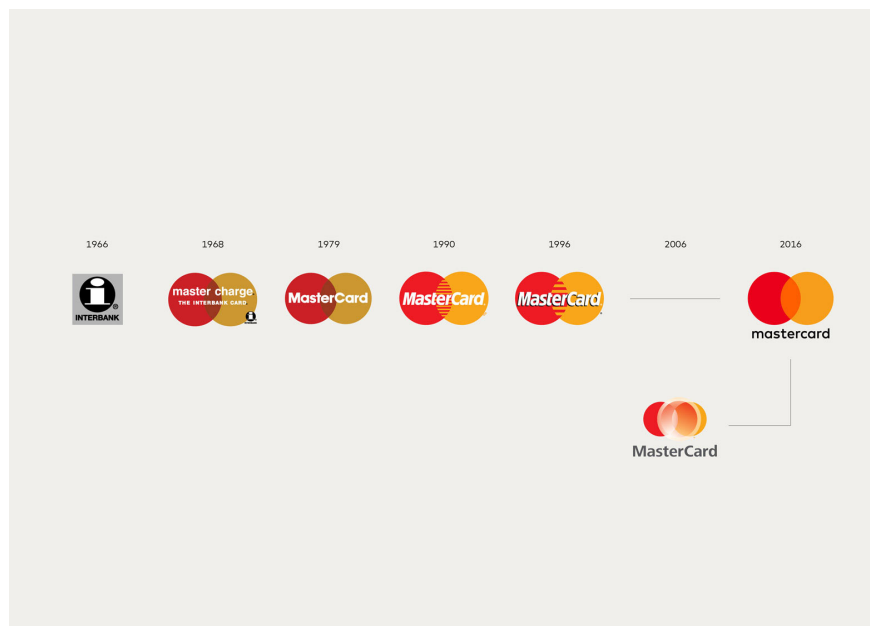 1966
1968
1979
1990
1996
2006
2016
i
INTERBANK
®
master charge
THE INTERBANK CARD
i
MasterCard
MasterCard
MasterCard
mastercard
MasterCard